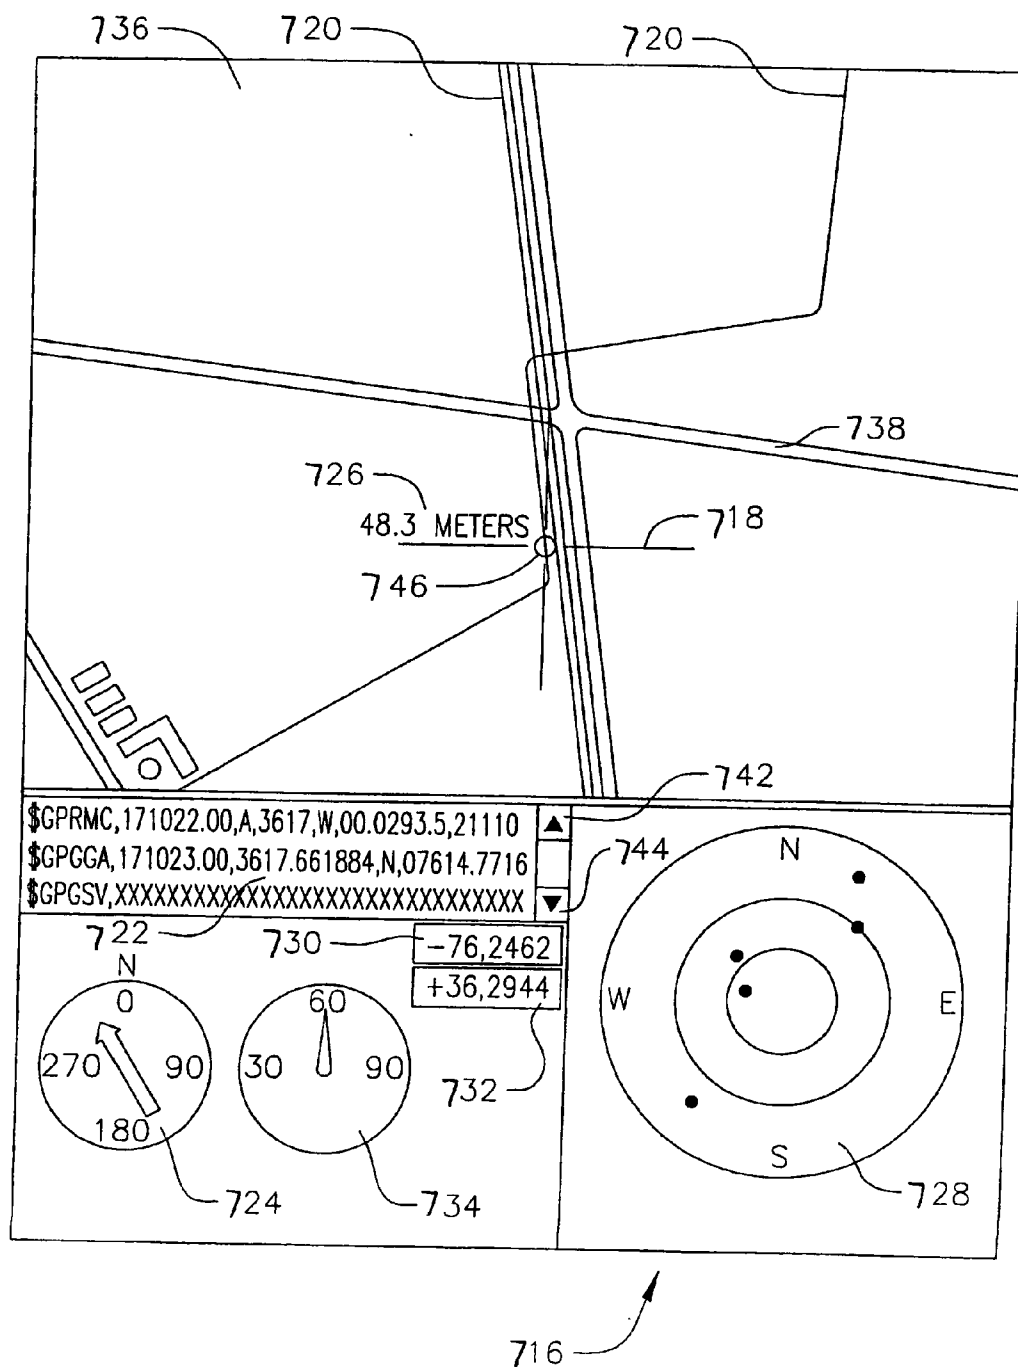 736 720 720
738
726
48.3 METERS
718
746
742
$GPRMC,171022.00,A,3617,W,00.0293.5,21110
$GPGGA,171023.00,3617.661884,N,07614.7716
$GPGSV,XXXXXXXXXXXXXXXXXXXXXXXXXXXXXXXX
744
722 730
-76,2462
+36,2944
732
N
0
270 90
180
60
30 90
724 734
N
W E
S
728
716